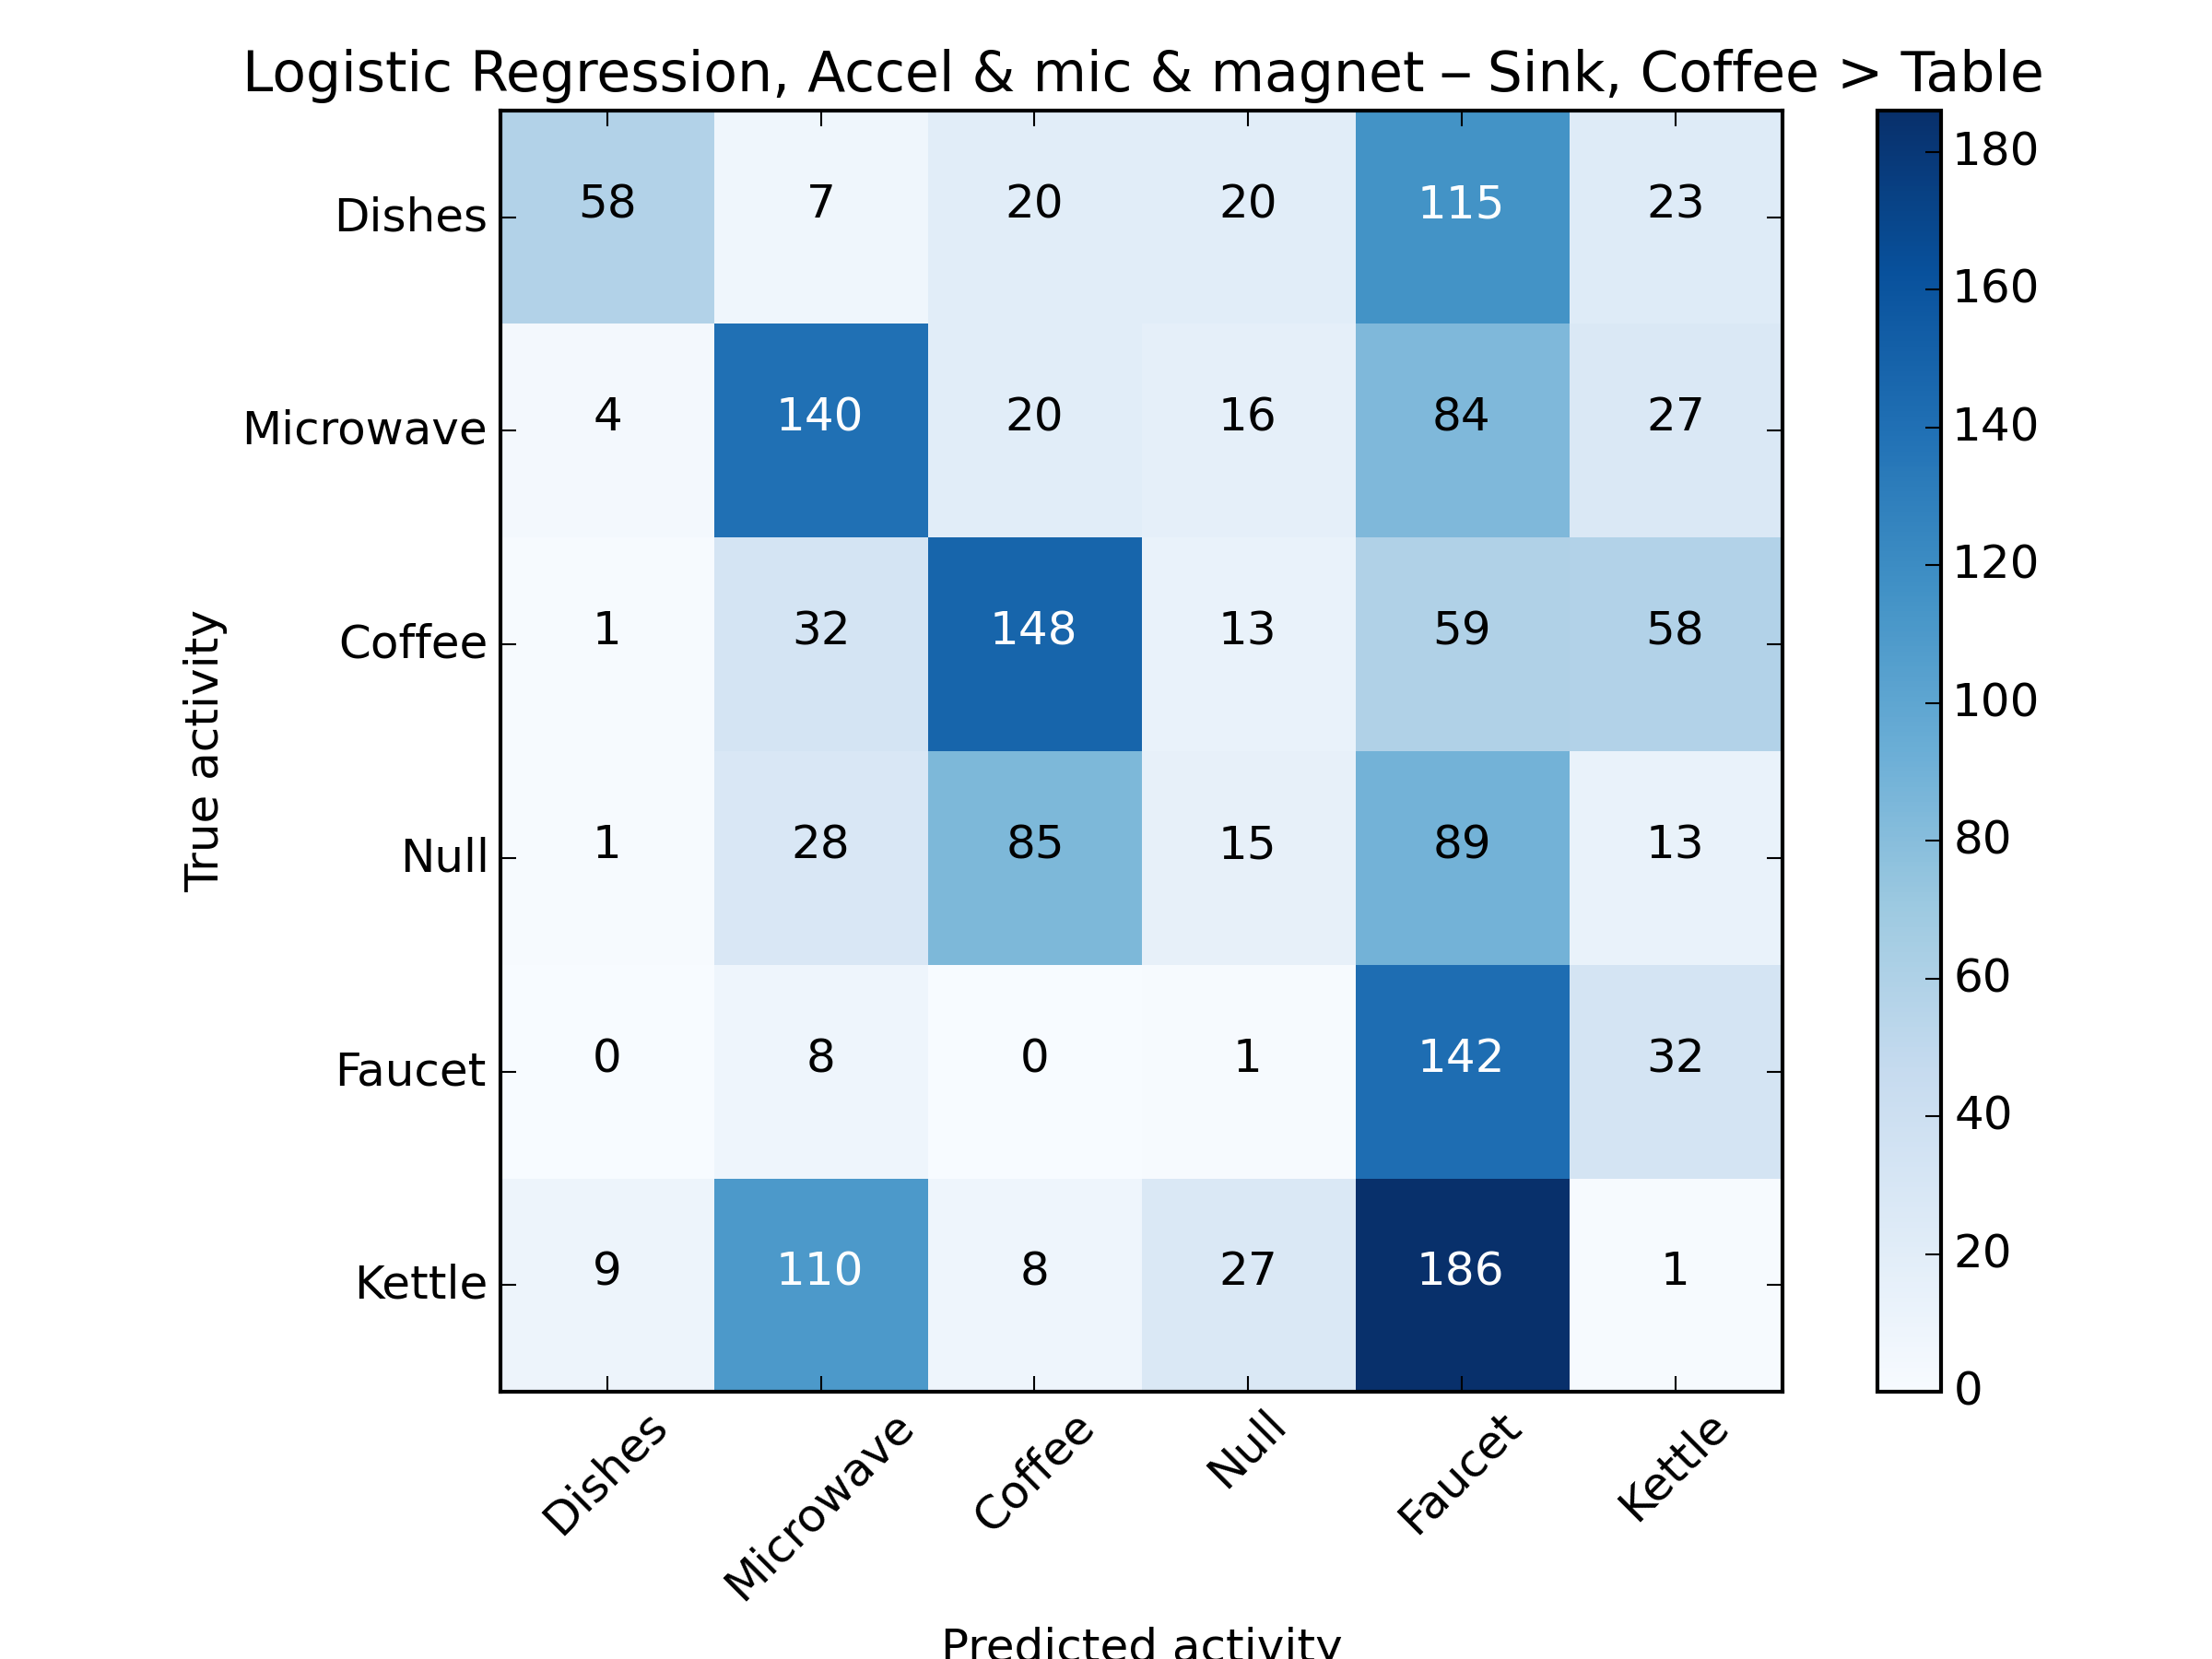 Logistic Regression, Accel & mic & magnet – Sink, Coffee > Table
Dishes 58 7 20 20 115 23
Microwave 4 140 20 16 84 27
Coffee 1 32 148 13 59 58
Null 1 28 85 15 89 13
Faucet 0 8 0 1 142 32
Kettle 9 110 8 27 186 1
True activity
Dishes Microwave Coffee Null Faucet Kettle
Predicted activity
180
160
140
120
100
80
60
40
20
0